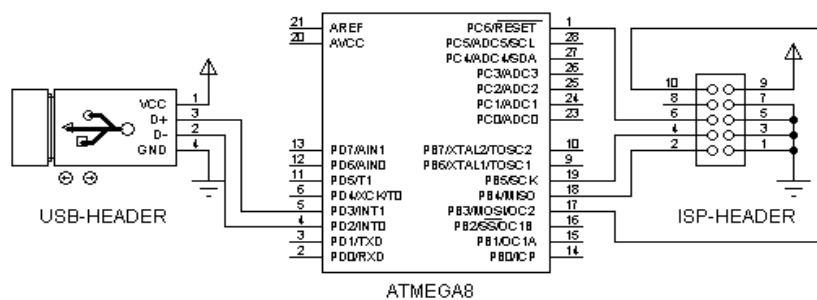 VCC 1
D+ 3
D- 2
GND 4
USB-HEADER
21 AREF
20 AVCC
13 PD7/AIN1
12 PD6/AIN0
11 PD5/T1
6 PD4/XCK/T0
5 PD3/INT1
4 PD2/INT0
3 PD1/TXD
2 PD0/RXD
PC6/RESET 1
PC5/ADC5/SCL 28
PC4/ADC4/SDA 27
PC3/ADC3 26
PC2/ADC2 25
PC1/ADC1 24
PC0/ADC0 23
PB7/XTAL2/TOSC2 10
PB6/XTAL1/TOSC1 9
PB5/SCK 19
PB4/MISO 18
PB3/MOSI/OC2 17
PB2/SS/OC1B 16
PB1/OC1A 15
PB0/ICP 14
ATMEGA8
10 9
8 7
6 5
4 3
2 1
ISP-HEADER